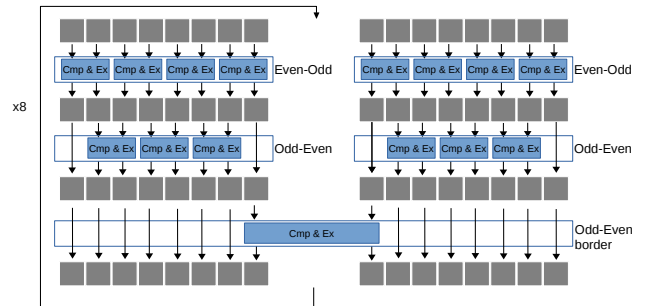 Cmp & Ex Cmp & Ex Cmp & Ex Cmp & Ex Even-Odd Cmp & Ex Cmp & Ex Cmp & Ex Cmp & Ex Even-Odd
x8
Cmp & Ex Cmp & Ex Cmp & Ex Odd-Even Cmp & Ex Cmp & Ex Cmp & Ex Odd-Even
Cmp & Ex Odd-Even
border